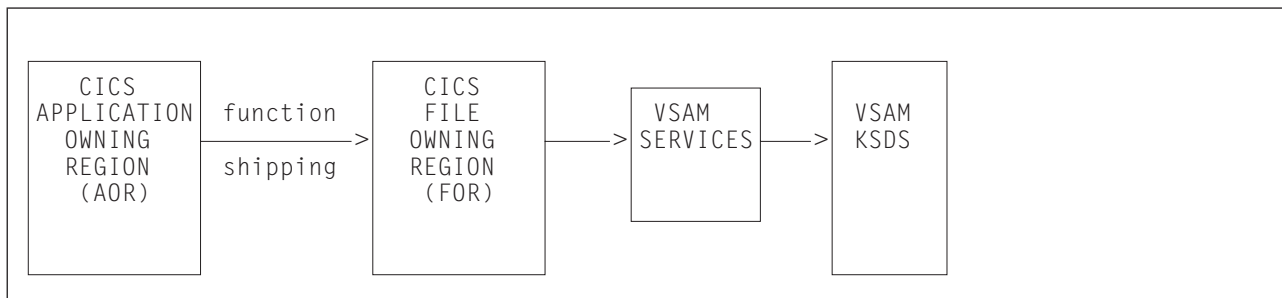 CICS
APPLICATION
OWNING
REGION
(AOR)
function
shipping
CICS
FILE
OWNING
REGION
(FOR)
VSAM
SERVICES
VSAM
KSDS